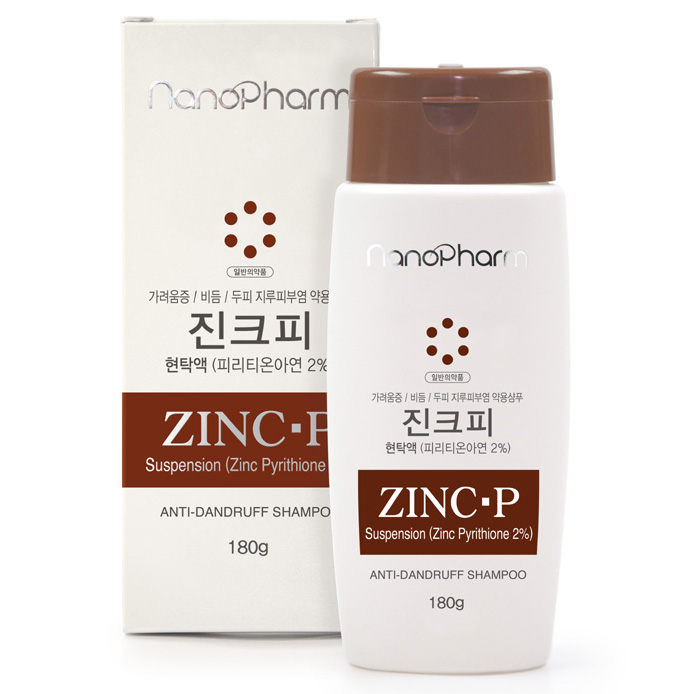 NanoPharm
일반의약품
가려움증 / 비듬 / 두피 지루피부염 약용
진크피
현탁액 (피리티온아연 2%
ZINC·P
Suspension (Zinc Pyrithione
ANTI-DANDRUFF SHAMPO
180g
NanoPharm
일반의약품
가려움증 / 비듬 / 두피 지루피부염 약용샴푸
진크피
현탁액 (피리티온아연 2%)
ZINC·P
Suspension (Zinc Pyrithione 2%)
ANTI-DANDRUFF SHAMPOO
180g